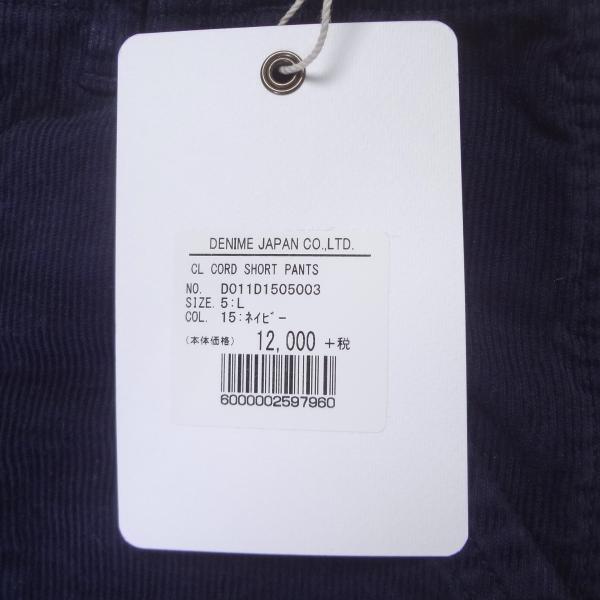 DENIME JAPAN CO.,LTD.
CL CORD SHORT PANTS
NO. D011D1505003
SIZE. 5:L
COL. 15:ﾈｲﾋﾞｰ
(本体価格) 12,000 +税
6000002597960